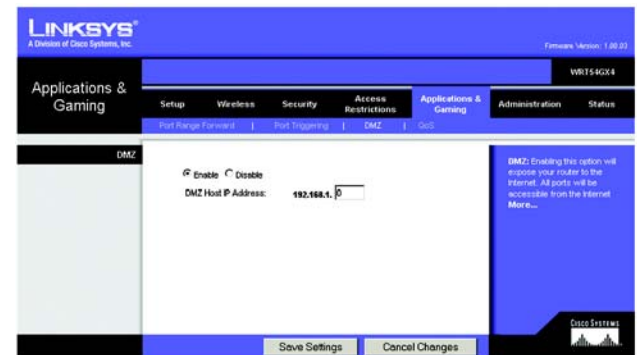 LINKSYS®
A Division of Cisco Systems, Inc.
Firmware Version: 1.00.03
WRT54GX4
Applications &
Gaming
Setup
Wireless
Security
Access
Restrictions
Applications &
Gaming
Administration
Status
Port Range Forward | Port Triggering | DMZ | QoS
DMZ
Enable Disable
DMZ Host IP Address: 192.168.1. 0
DMZ: Enabling this option will
expose your router to the
Internet. All ports will be
accessible from the Internet
More...
Save Settings
Cancel Changes
CISCO SYSTEMS